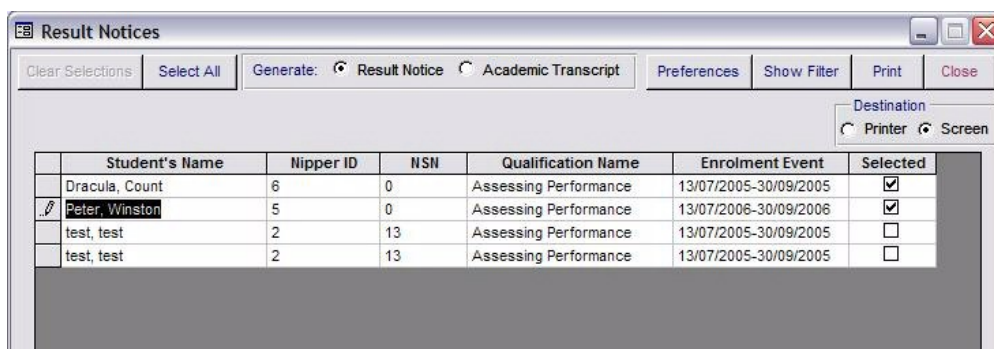 Result Notices
Clear Selections Select All Generate: Result Notice Academic Transcript Preferences Show Filter Print Close
Destination
Printer Screen
Student's Name Nipper ID NSN Qualification Name Enrolment Event Selected
Dracula, Count 6 0 Assessing Performance 13/07/2005-30/09/2005
Peter, Winston 5 0 Assessing Performance 13/07/2006-30/09/2006
test, test 2 13 Assessing Performance 13/07/2005-30/09/2005
test, test 2 13 Assessing Performance 13/07/2005-30/09/2005